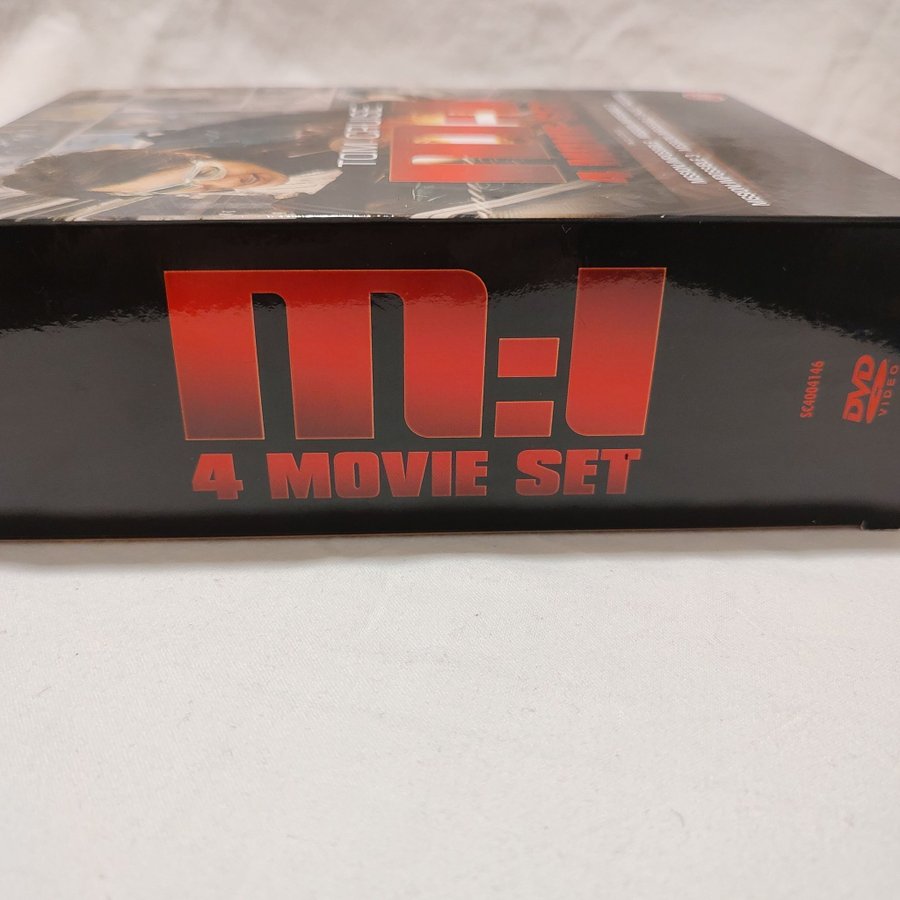 TOM CRUISE
M:I
4 MOVIE SET
SC4004146
DVD
VIDEO